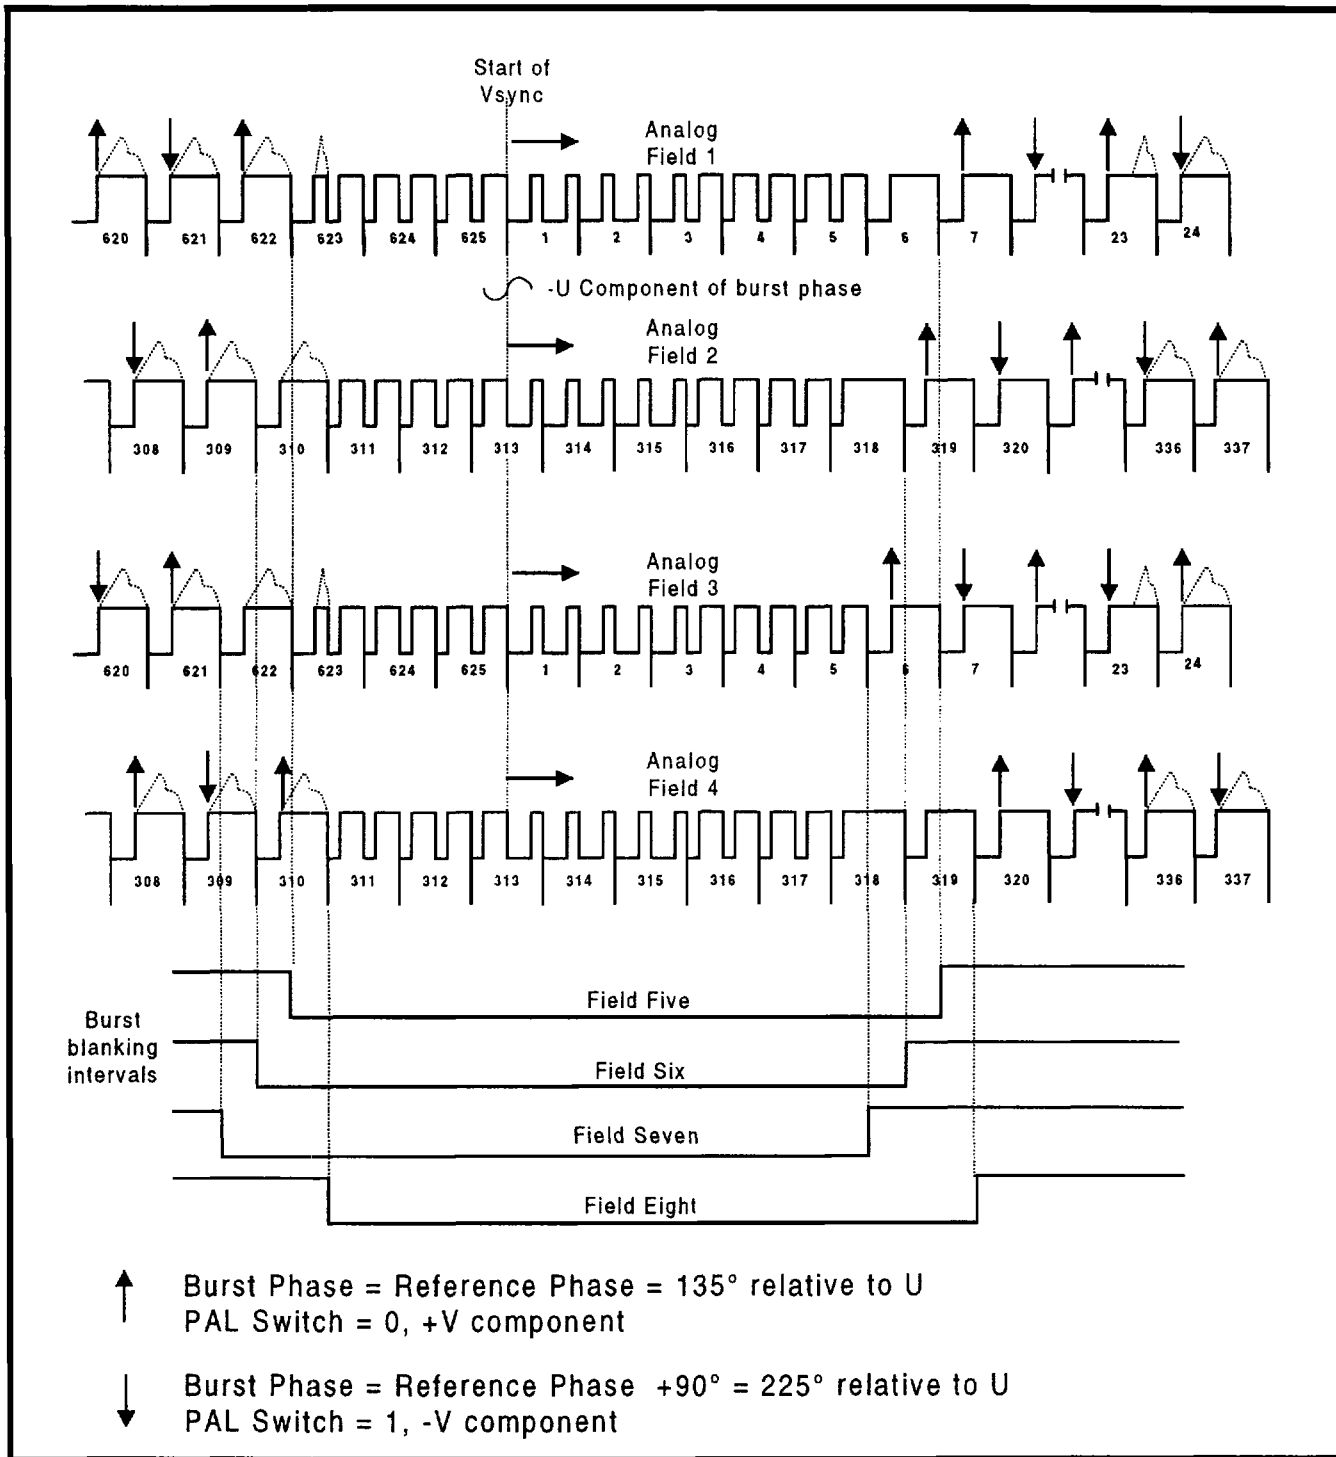 Start of
Vsync
Analog
Field 1
620 621 622 623 624 625 1 2 3 4 5 6 7 23 24
-U Component of burst phase
Analog
Field 2
308 309 310 311 312 313 314 315 316 317 318 319 320 336 337
Analog
Field 3
620 621 622 623 624 625 1 2 3 4 5 6 7 23 24
Analog
Field 4
308 309 310 311 312 313 314 315 316 317 318 319 320 336 337
Burst
blanking
intervals
Field Five
Field Six
Field Seven
Field Eight
Burst Phase = Reference Phase = 135° relative to U
PAL Switch = 0, +V component
Burst Phase = Reference Phase +90° = 225° relative to U
PAL Switch = 1, -V component